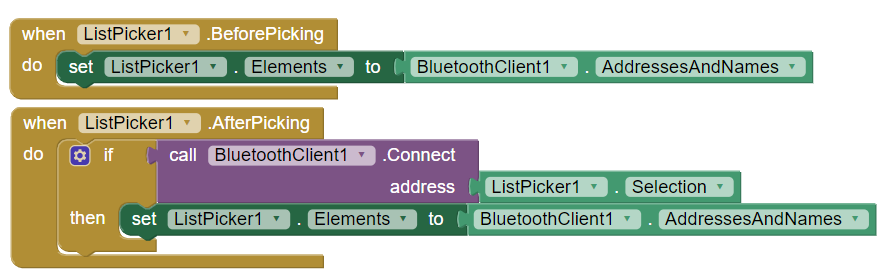 when ListPicker1 .BeforePicking
do set ListPicker1 . Elements to BluetoothClient1 . AddressesAndNames
when ListPicker1 .AfterPicking
do if call BluetoothClient1 .Connect
address ListPicker1 . Selection
then set ListPicker1 . Elements to BluetoothClient1 . AddressesAndNames